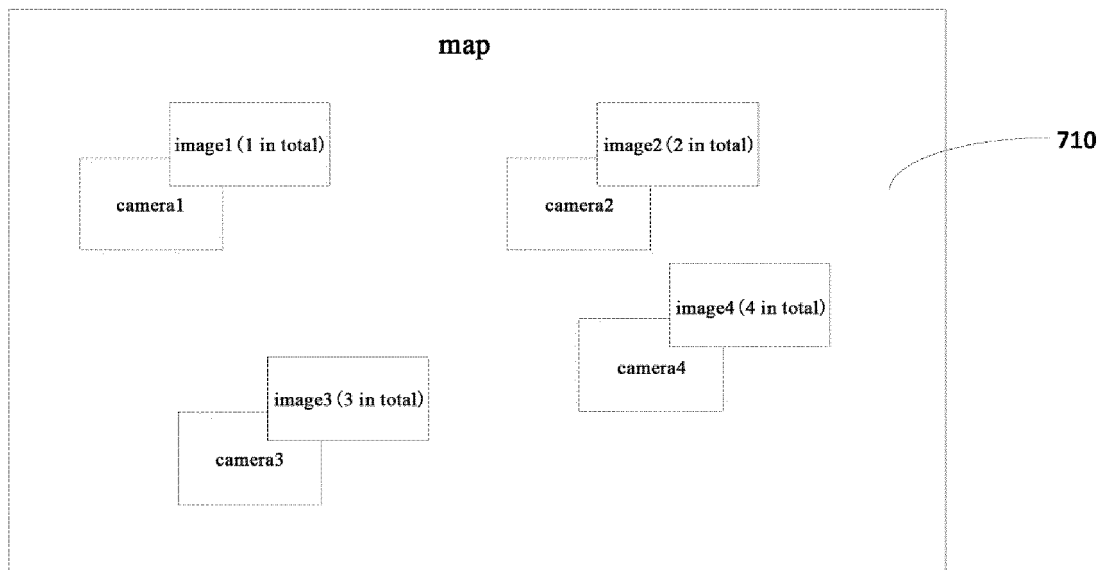 map
image1 (1 in total)
camera1
image2 (2 in total)
camera2
710
image4 (4 in total)
camera4
image3 (3 in total)
camera3